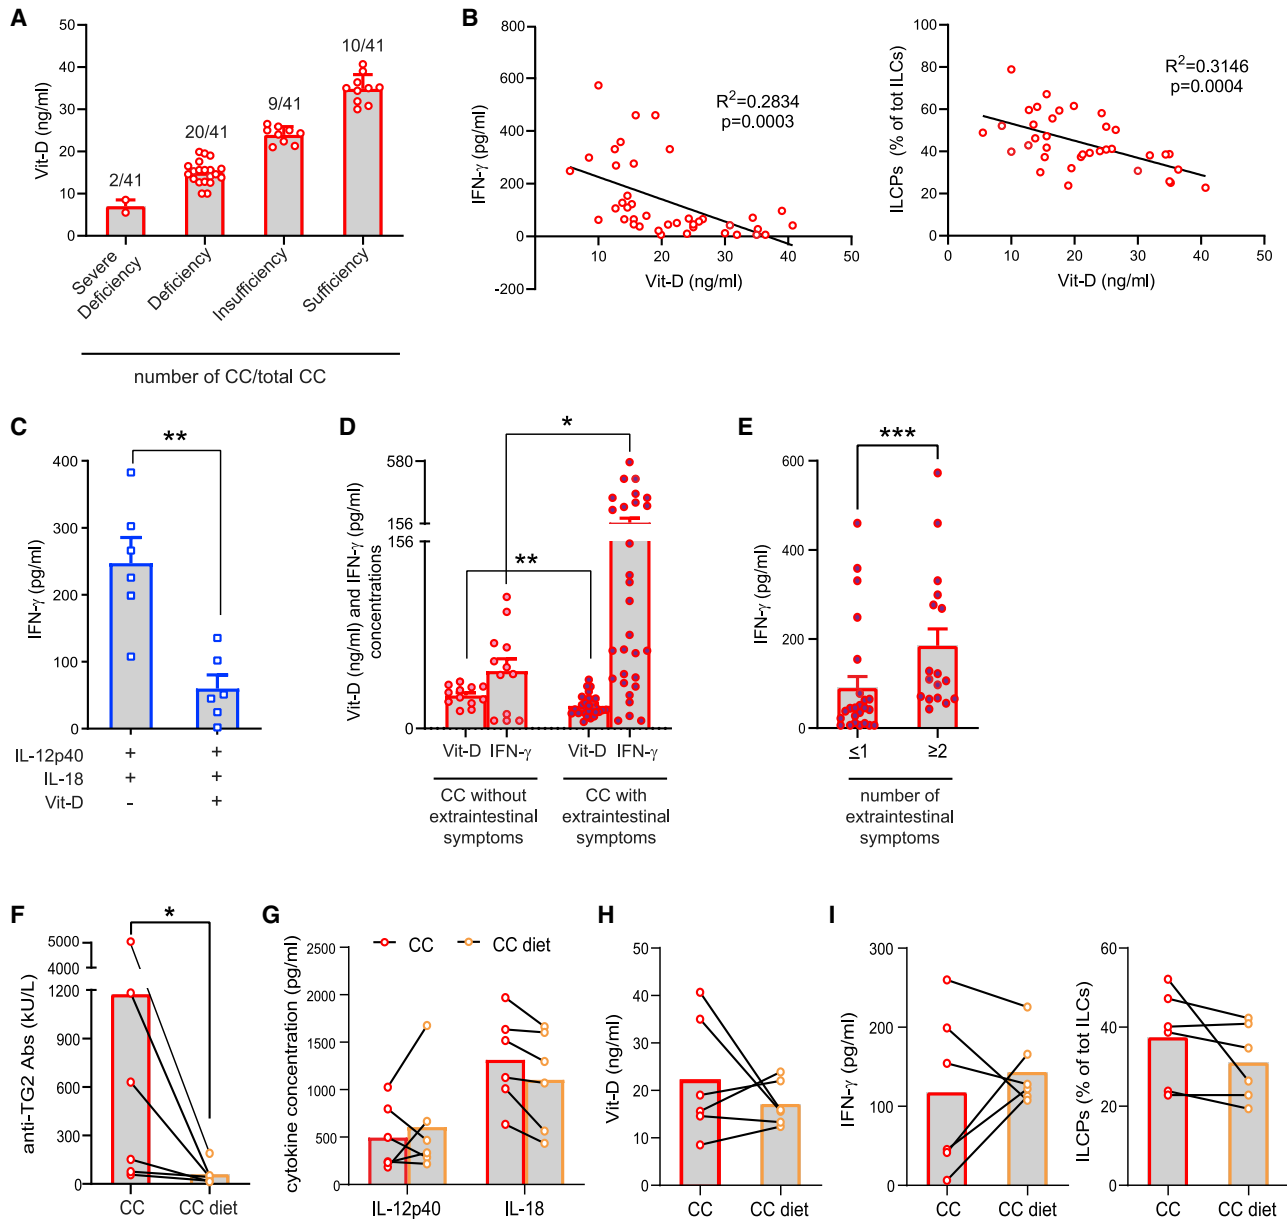 A
50
40
30
20
10
0
Vit-D (ng/ml)
2/41
20/41
9/41
10/41
Severe
Deficiency
Deficiency
Insufficiency
Sufficiency
number of CC/total CC
B
800
600
400
200
0
-200
IFN-γ (pg/ml)
R²=0.2834
p=0.0003
10
20
30
40
50
Vit-D (ng/ml)
100
80
60
40
20
0
ILCPs (% of tot ILCs)
R²=0.3146
p=0.0004
0
10
20
30
40
50
Vit-D (ng/ml)
C
**
400
300
200
100
0
IFN-γ (pg/ml)
IL-12p40 + +
IL-18 + +
Vit-D - +
D
*
**
580
156
156
0
Vit-D (ng/ml) and IFN-γ (pg/ml)
concentrations
Vit-D IFN-γ Vit-D IFN-γ
CC without
extraintestinal
symptoms
CC with
extraintestinal
symptoms
E
***
600
400
200
0
IFN-γ (pg/ml)
≤1 ≥2
number of
extraintestinal
symptoms
F
*
5000
4000
1200
900
600
300
0
anti-TG2 Abs (kU/L)
CC CC diet
G
CC CC diet
2500
2000
1500
1000
500
0
cytokine concentration (pg/ml)
IL-12p40 IL-18
H
50
40
30
20
10
0
Vit-D (ng/ml)
CC CC diet
I
300
200
100
0
IFN-γ (pg/ml)
CC CC diet
60
40
20
0
ILCPs (% of tot ILCs)
CC CC diet